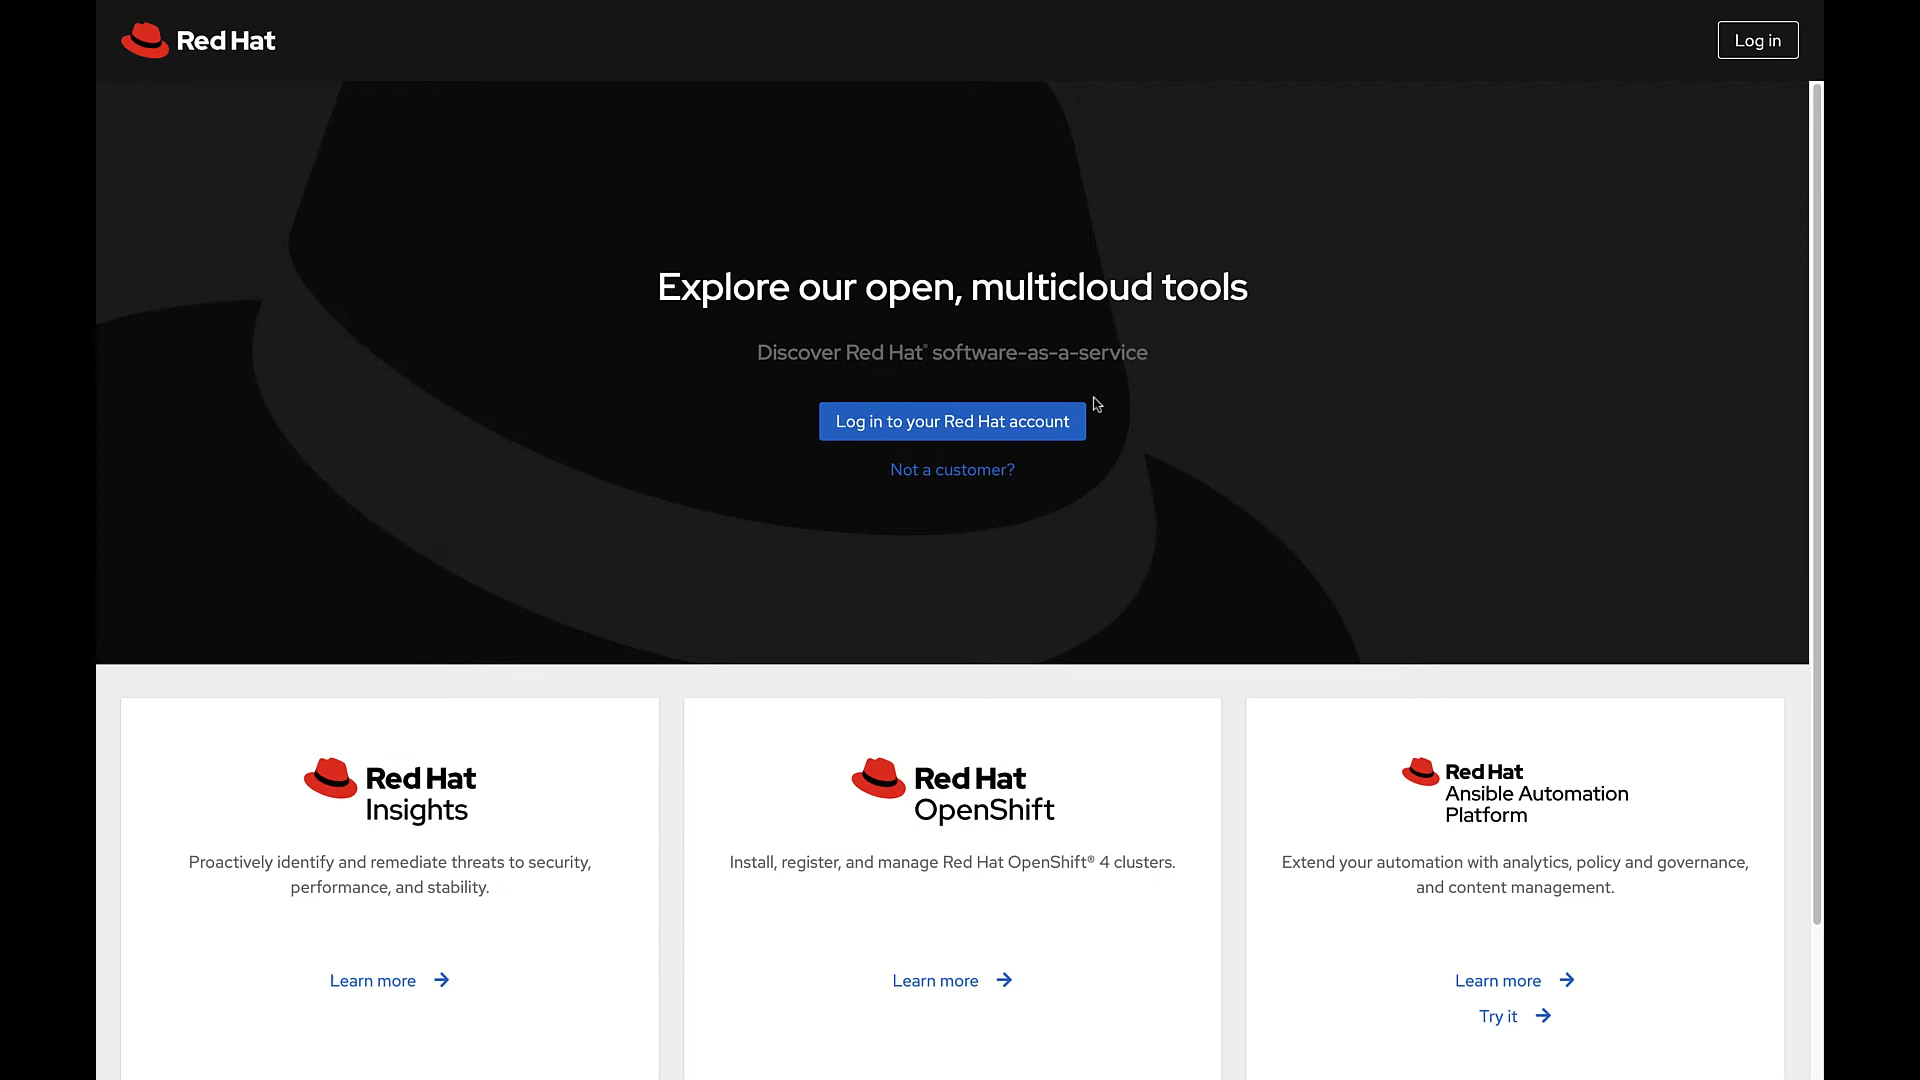 Red Hat
Log in
Explore our open, multicloud tools
Discover Red Hat® software-as-a-service
Log in to your Red Hat account
Not a customer?
Red Hat
Insights
Proactively identify and remediate threats to security,
performance, and stability.
Learn more
Red Hat
OpenShift
Install, register, and manage Red Hat OpenShift® 4 clusters.
Learn more
Red Hat
Ansible Automation
Platform
Extend your automation with analytics, policy and governance,
and content management.
Learn more
Try it